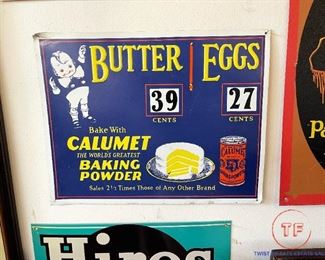 BUTTER EGGS
39 27
CENTS CENTS
Bake With
CALUMET
THE WORLDS GREATEST
BAKING
POWDER
CALUMET
Sales 2½ Times Those of Any Other Brand
Hires
TF